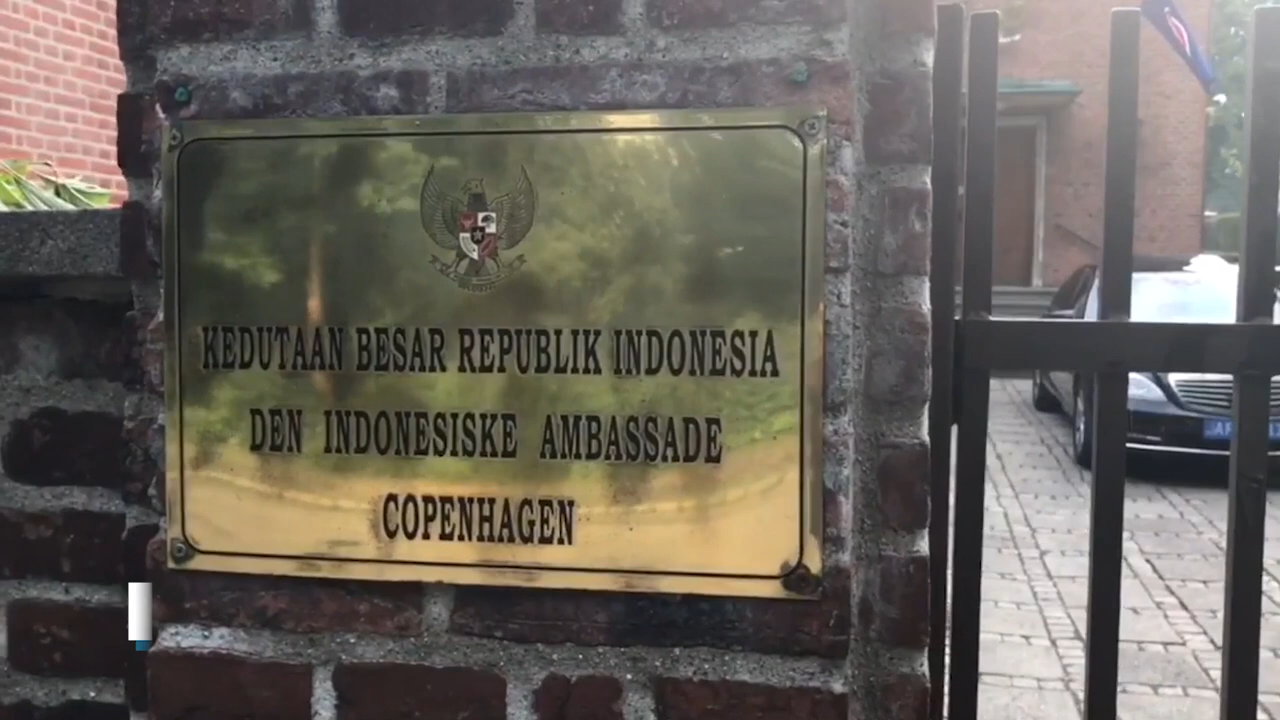 KEDUTAAN BESAR REPUBLIK INDONESIA
DEN INDONESISKE AMBASSADE
COPENHAGEN